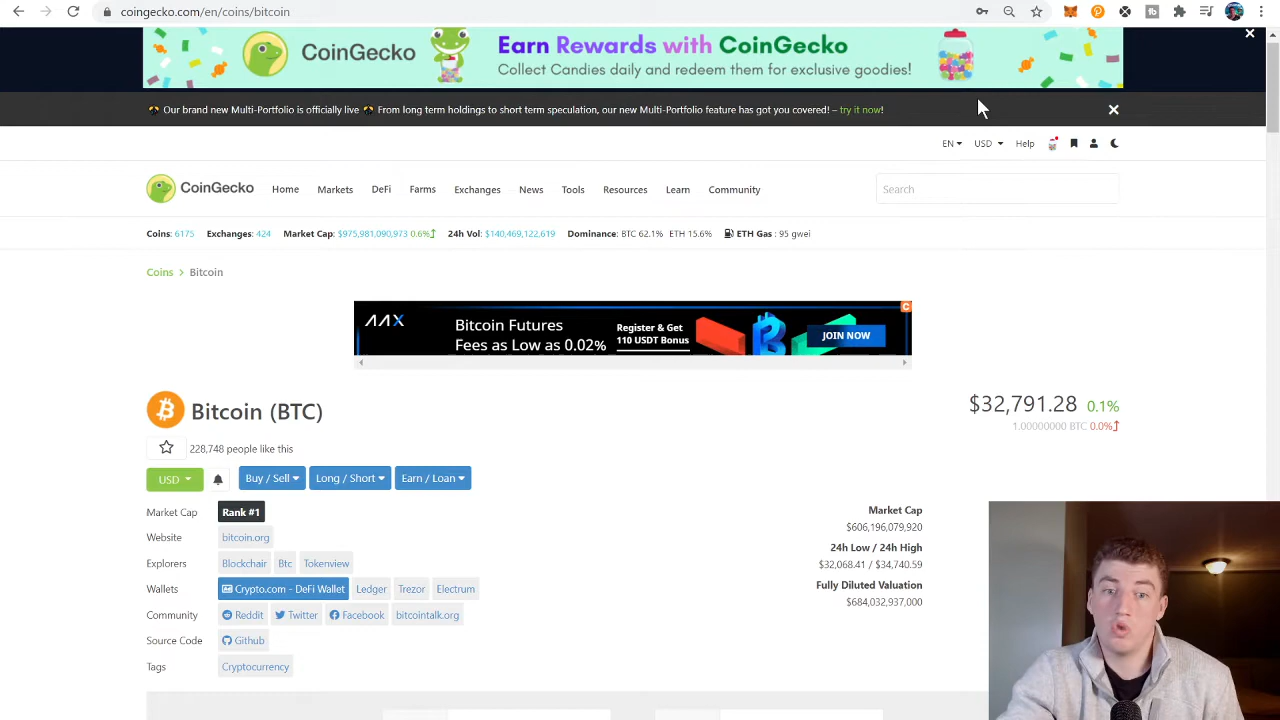 coingecko.com/en/coins/bitcoin
CoinGecko
Earn Rewards with CoinGecko
Collect Candies daily and redeem them for exclusive goodies!
Our brand new Multi-Portfolio is officially live
From long term holdings to short term speculation, our new Multi-Portfolio feature has got you covered! – try it now!
EN USD Help
CoinGecko Home Markets DeFi Farms Exchanges News Tools Resources Learn Community Search
Coins: 6175 Exchanges: 424 Market Cap: $975,981,090,973 0.6% 24h Vol: $140,469,122,619 Dominance: BTC 62.1% ETH 15.6% ETH Gas : 95 gwei
Coins > Bitcoin
AAX
Bitcoin Futures
Fees as Low as 0.02%
Register & Get
110 USDT Bonus
JOIN NOW
Bitcoin (BTC)
$32,791.28 0.1%
1.00000000 BTC 0.0%
228,748 people like this
USD Buy / Sell Long / Short Earn / Loan
Market Cap Rank #1
Website bitcoin.org
Explorers Blockchair Btc Tokenview
Wallets Crypto.com - DeFi Wallet Ledger Trezor Electrum
Community Reddit Twitter Facebook bitcointalk.org
Source Code Github
Tags Cryptocurrency
Market Cap
$606,196,079,920
24h Low / 24h High
$32,068.41 / $34,740.59
Fully Diluted Valuation
$684,032,937,000